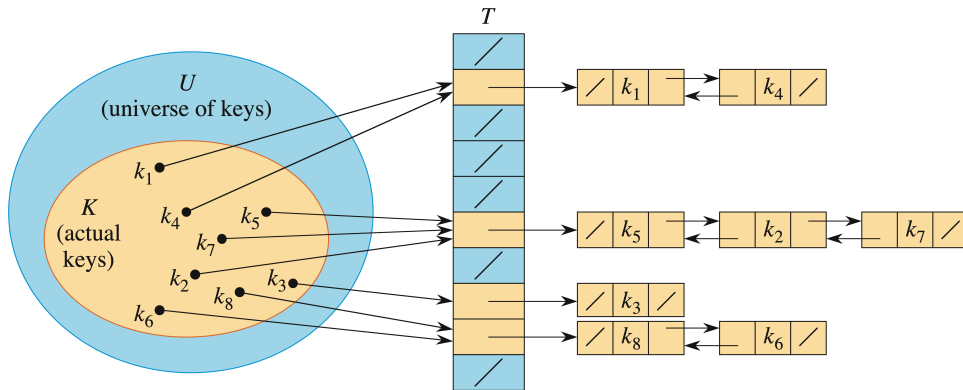 T
U
(universe of keys)
k1 k4
k1
K
(actual
keys)
k4 k5
k7
k5 k2 k7
k2
k8 k3
k6
k3
k8 k6